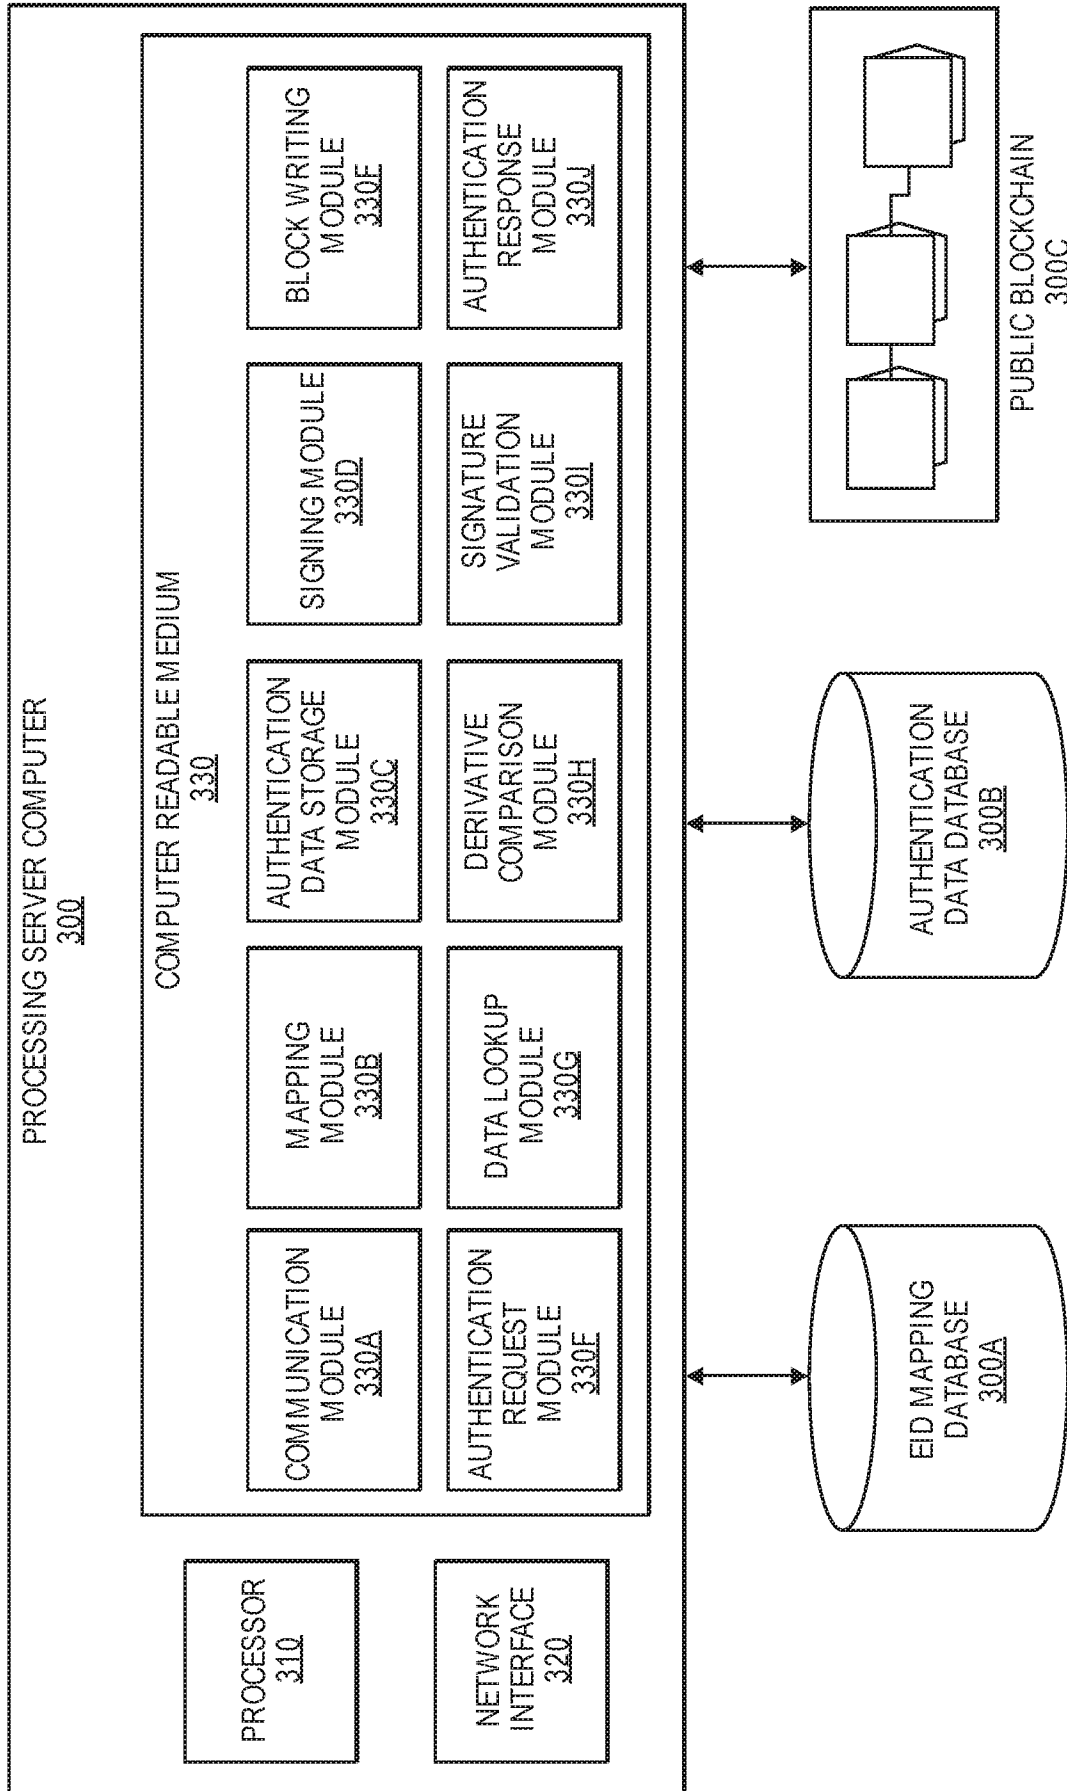 PROCESSING SERVER COMPUTER
300
PROCESSOR
310
NETWORK
INTERFACE
320
COMPUTER READABLE MEDIUM
330
COMMUNICATION
MODULE
330A
MAPPING
MODULE
330B
AUTHENTICATION
DATA STORAGE
MODULE
330C
SIGNING MODULE
330D
BLOCK WRITING
MODULE
330E
AUTHENTICATION
REQUEST
MODULE
330F
DATA LOOKUP
MODULE
330G
DERIVATIVE
COMPARISON
MODULE
330H
SIGNATURE
VALIDATION
MODULE
330I
AUTHENTICATION
RESPONSE
MODULE
330J
EID MAPPING
DATABASE
300A
AUTHENTICATION
DATA DATABASE
300B
PUBLIC BLOCKCHAIN
300C